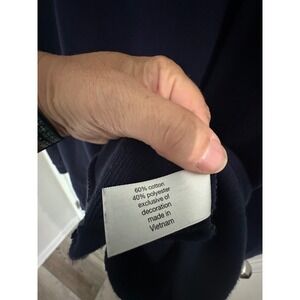 60% cotton
40% polyester
exclusive of
decoration
made in
Vietnam